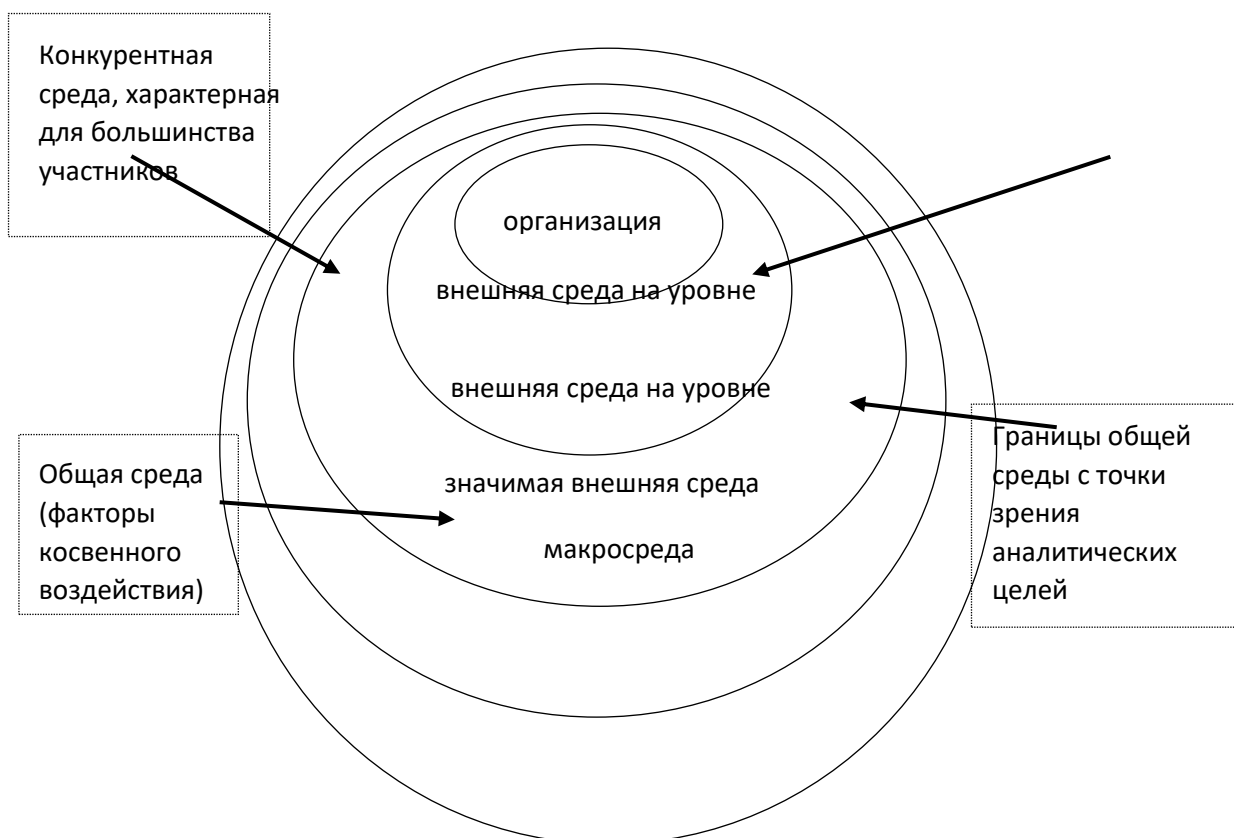 Конкурентная
среда, характерная
для большинства
участников
организация
внешняя среда на уровне
внешняя среда на уровне
значимая внешняя среда
макросреда
Общая среда
(факторы
косвенного
воздействия)
Границы общей
среды с точки
зрения
аналитических
целей